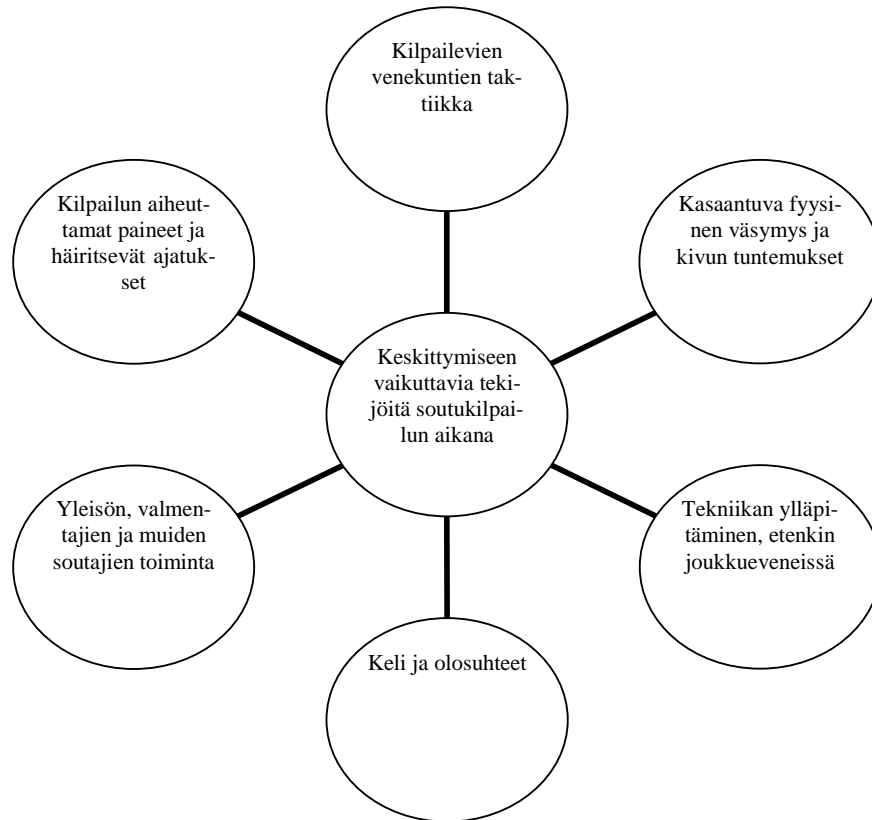 Kilpailevien
venekuntien tak-
tiikka
Kilpailun aiheut-
tamat paineet ja
häiritsevät ajatuk-
set
Kasaantuva fyysi-
nen väsymys ja
kivun tuntemukset
Keskittymiseen
vaikuttavia teki-
jöitä soutukilpai-
lun aikana
Yleisön, valmen-
tajien ja muiden
soutajien toiminta
Tekniikan ylläpi-
täminen, etenkin
joukkueveneissä
Keli ja olosuhteet